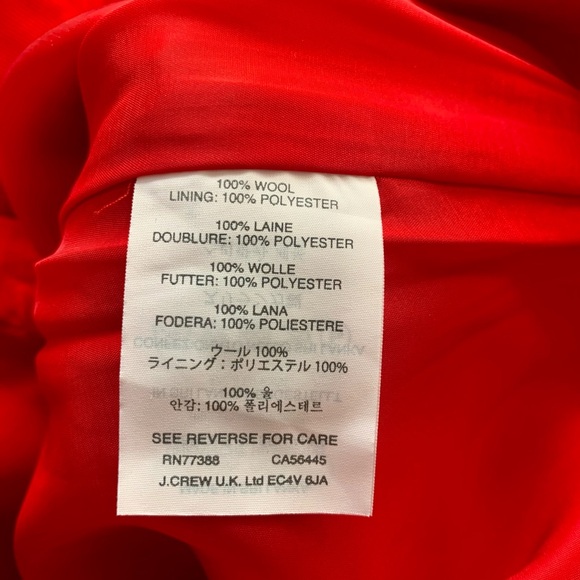 100% WOOL
LINING: 100% POLYESTER
100% LAINE
DOUBLURE: 100% POLYESTER
100% WOLLE
FUTTER: 100% POLYESTER
100% LANA
FODERA: 100% POLIESTERE
ウール 100%
ライニング：ポリエステル 100%
100% 울
안감: 100% 폴리에스테르
SEE REVERSE FOR CARE
RN77388 CA56445
J.CREW U.K. Ltd EC4V 6JA